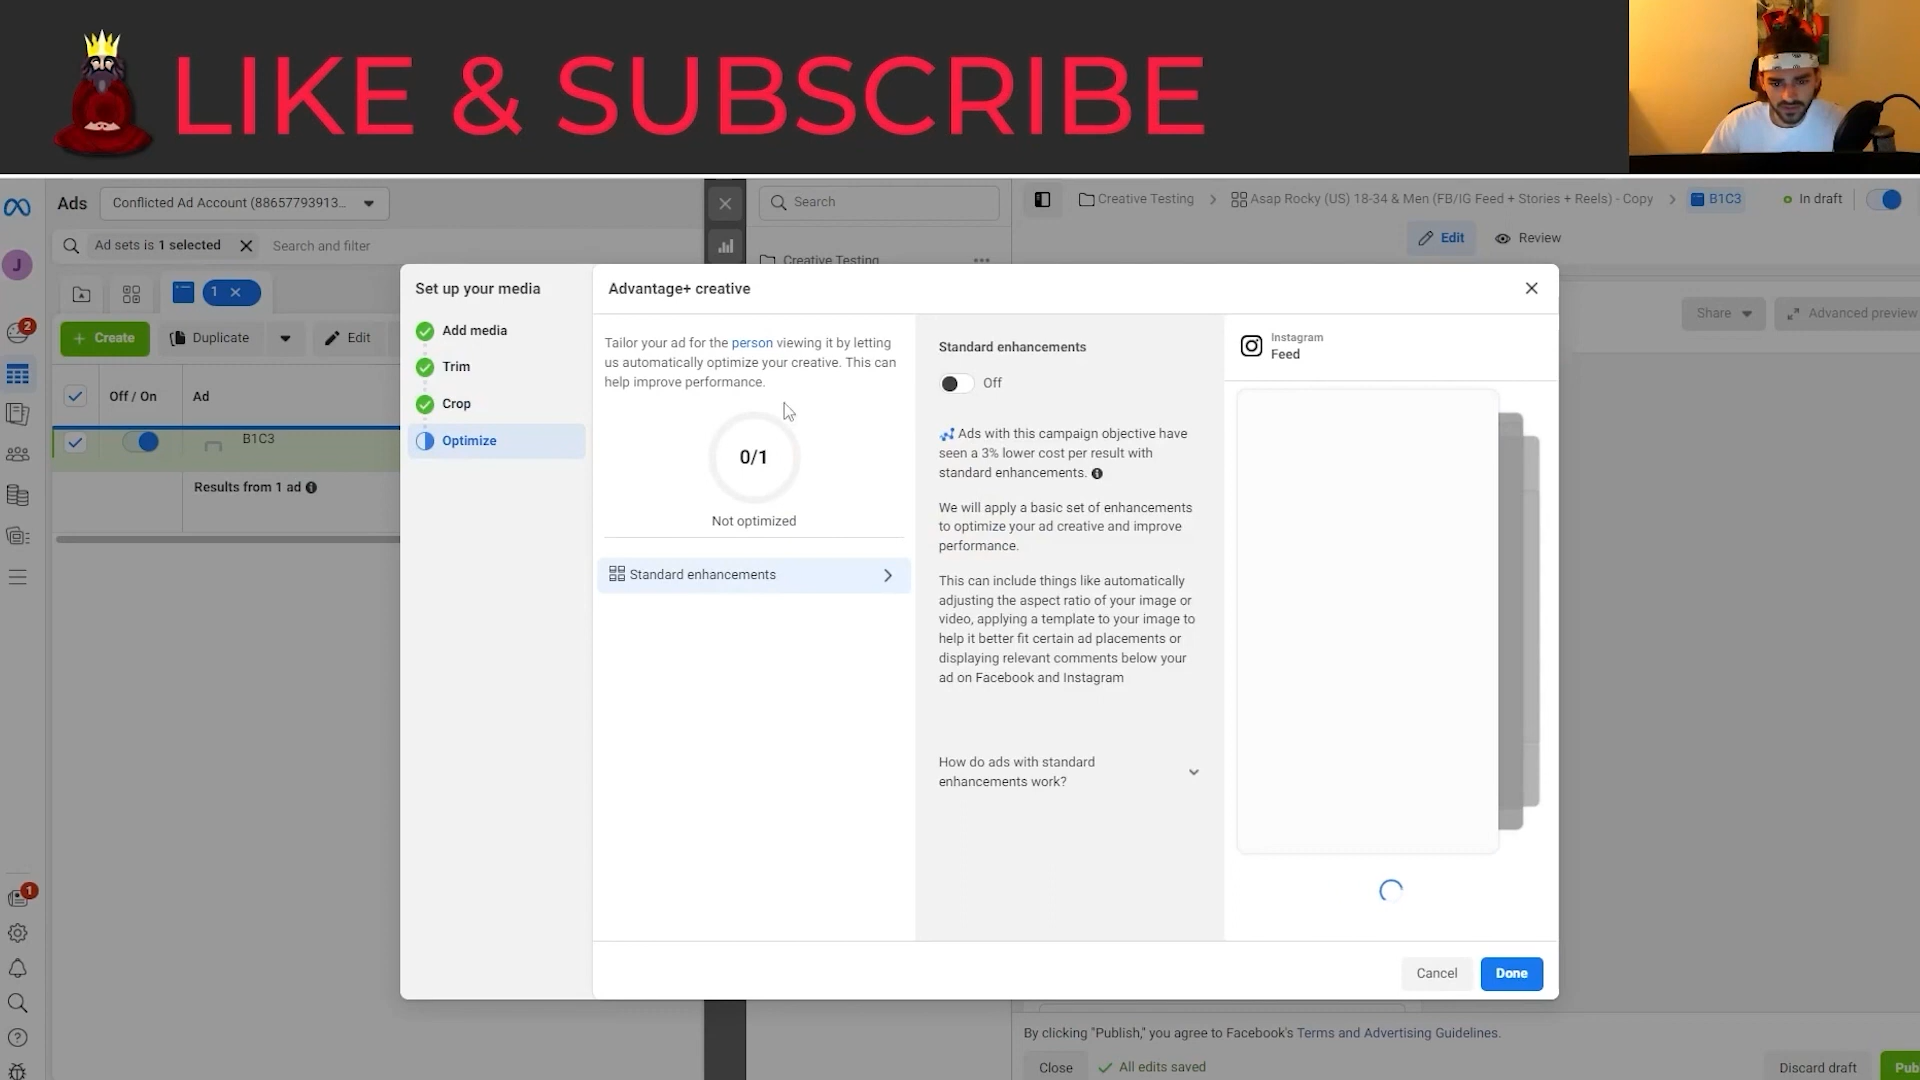 LIKE & SUBSCRIBE
Ads
Conflicted Ad Account (88657793913...
Ad sets is 1 selected
Search and filter
J
2
1
Create
Duplicate
Edit
Off / On
Ad
B1C3
Results from 1 ad
1
Search
Creative Testing
Creative Testing
Asap Rocky (US) 18-34 & Men (FB/IG Feed + Stories + Reels) - Copy
B1C3
In draft
Edit
Review
Share
Advanced preview
Set up your media
Add media
Trim
Crop
Optimize
Advantage+ creative
Tailor your ad for the person viewing it by letting
us automatically optimize your creative. This can
help improve performance.
0/1
Not optimized
Standard enhancements
Standard enhancements
Off
Ads with this campaign objective have
seen a 3% lower cost per result with
standard enhancements.
We will apply a basic set of enhancements
to optimize your ad creative and improve
performance.
This can include things like automatically
adjusting the aspect ratio of your image or
video, applying a template to your image to
help it better fit certain ad placements or
displaying relevant comments below your
ad on Facebook and Instagram
How do ads with standard
enhancements work?
Instagram
Feed
Cancel
Done
By clicking "Publish," you agree to Facebook's Terms and Advertising Guidelines.
Close
All edits saved
Discard draft
Pub